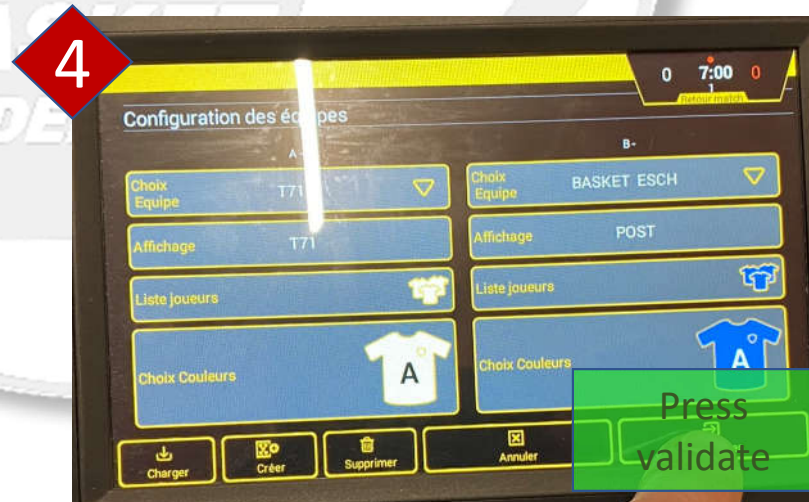 4
0 7:00 0
1
Retour match
Configuration des équipes
A -
B-
Choix
Equipe
T71
Choix
Equipe
BASKET ESCH
Affichage
T71
Affichage
POST
Liste joueurs
Liste joueurs
Choix Couleurs
A
Choix Couleurs
A
Press
validate
Charger
Créer
Supprimer
Annuler